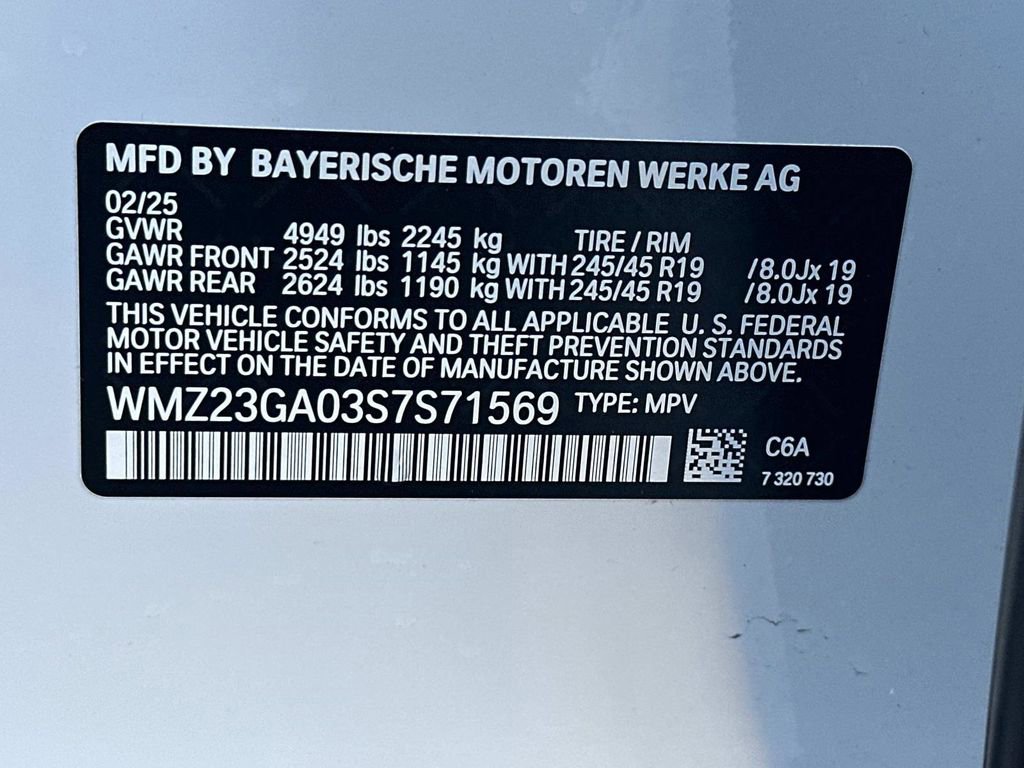 MFD BY BAYERISCHE MOTOREN WERKE AG
02/25
GVWR 4949 lbs 2245 kg TIRE / RIM
GAWR FRONT 2524 lbs 1145 kg WITH 245/45 R19 /8.0Jx 19
GAWR REAR 2624 lbs 1190 kg WITH 245/45 R19 /8.0Jx 19
THIS VEHICLE CONFORMS TO ALL APPLICABLE U. S. FEDERAL
MOTOR VEHICLE SAFETY AND THEFT PREVENTION STANDARDS
IN EFFECT ON THE DATE OF MANUFACTURE SHOWN ABOVE.
WMZ23GA03S7S71569 TYPE: MPV
C6A
7 320 730